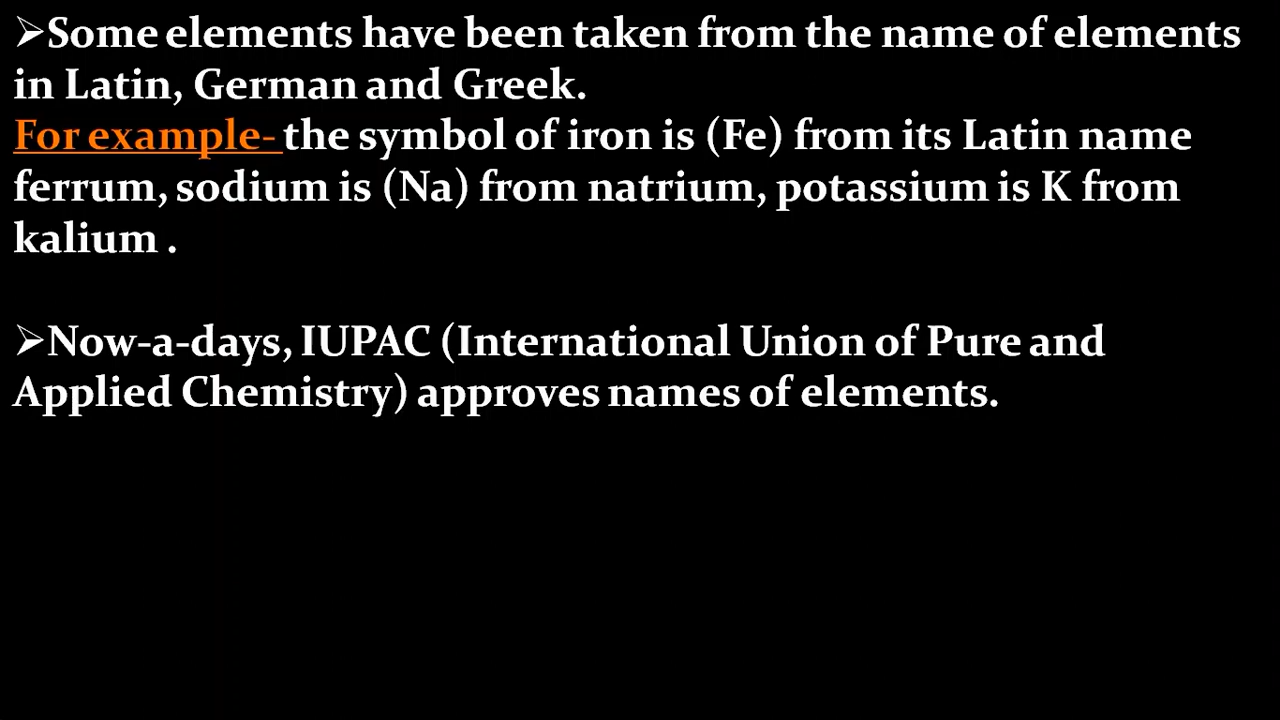 ➢Some elements have been taken from the name of elements
in Latin, German and Greek.
For example- the symbol of iron is (Fe) from its Latin name
ferrum, sodium is (Na) from natrium, potassium is K from
kalium .
➢Now-a-days, IUPAC (International Union of Pure and
Applied Chemistry) approves names of elements.